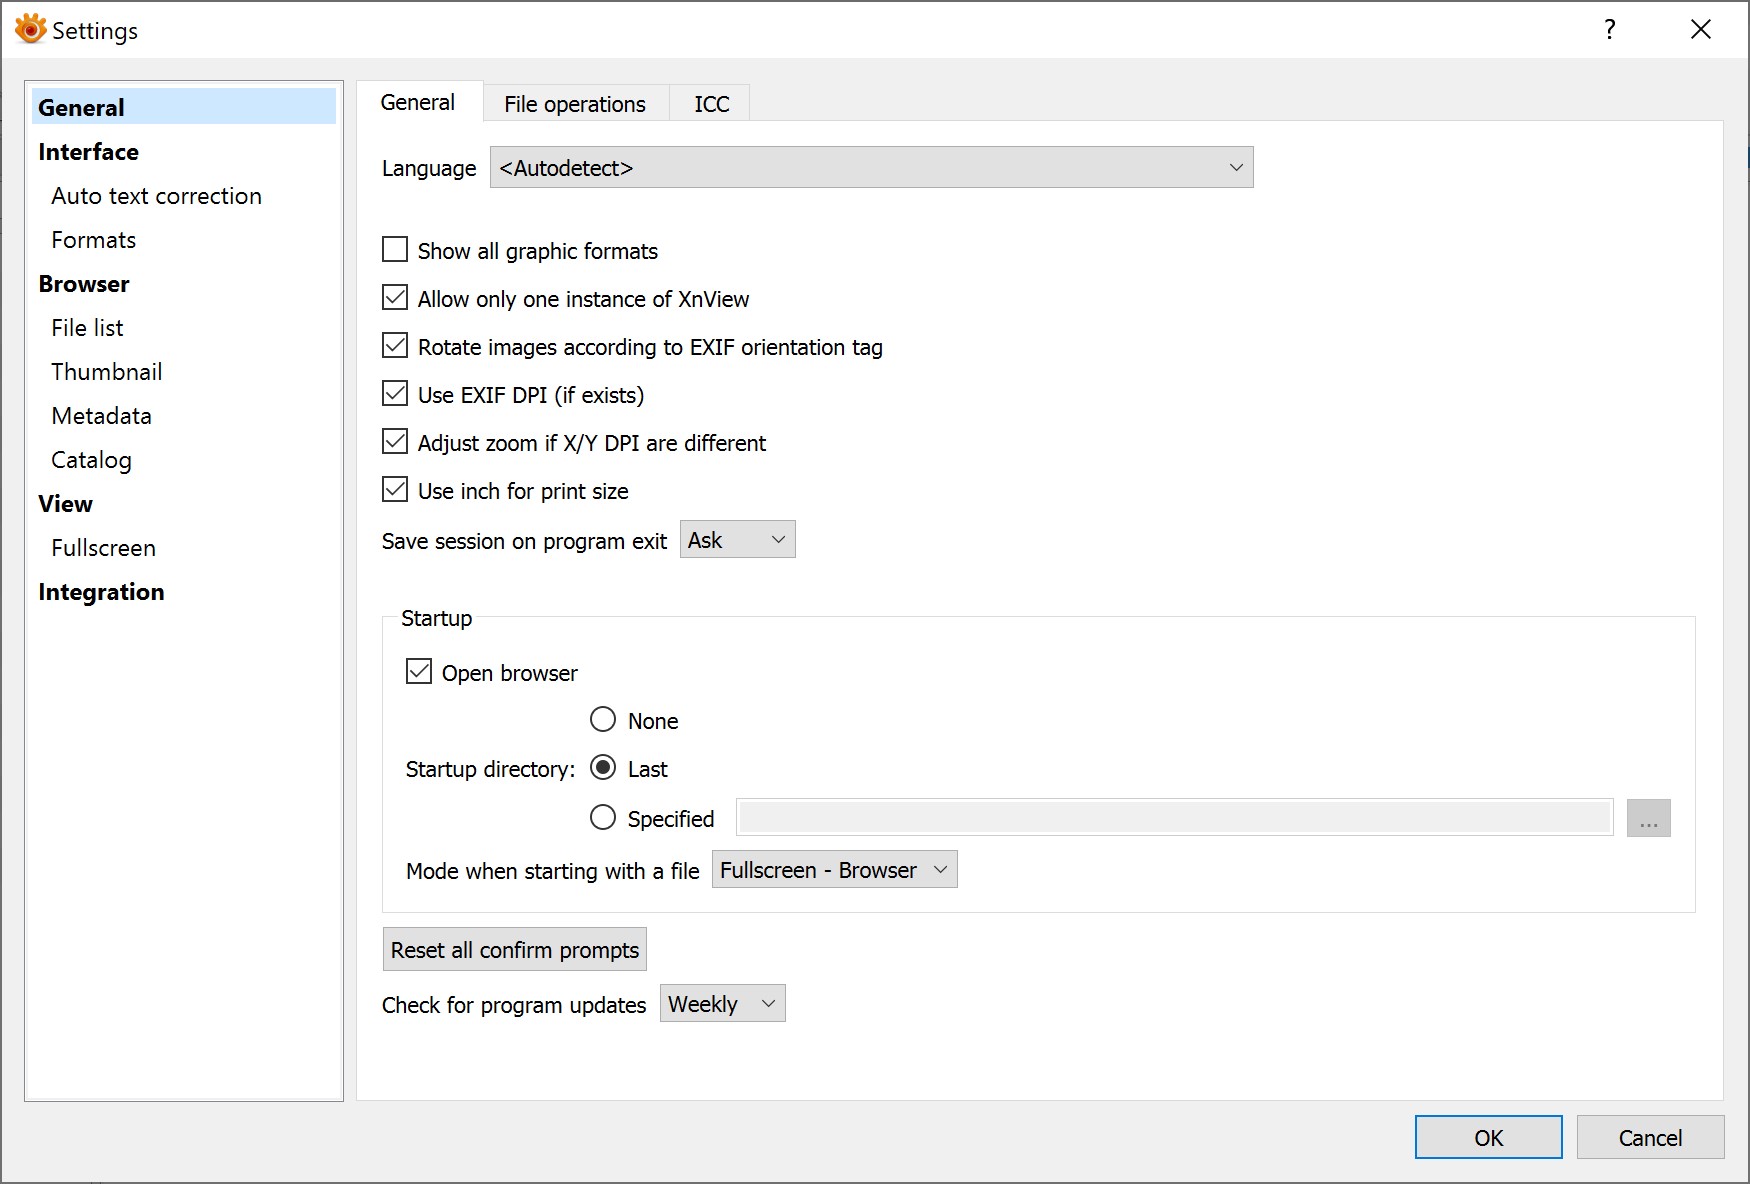 Settings
?
General
Interface
Auto text correction
Formats
Browser
File list
Thumbnail
Metadata
Catalog
View
Fullscreen
Integration
General File operations ICC
Language <Autodetect>
Show all graphic formats
Allow only one instance of XnView
Rotate images according to EXIF orientation tag
Use EXIF DPI (if exists)
Adjust zoom if X/Y DPI are different
Use inch for print size
Save session on program exit Ask
Startup
Open browser
None
Startup directory: Last
Specified ...
Mode when starting with a file Fullscreen - Browser
Reset all confirm prompts
Check for program updates Weekly
OK Cancel